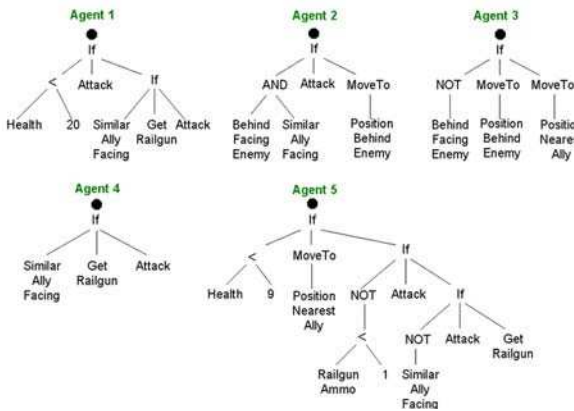 Agent 1
If
< Attack If
Health 20 Similar Ally Facing Get Railgun Attack
Agent 2
If
AND Attack MoveTo
Behind Facing Enemy Similar Ally Facing Position Behind Enemy
Agent 3
If
NOT MoveTo MoveTo
Behind Facing Enemy Position Behind Enemy Position Nearest Ally
Agent 4
If
Similar Ally Facing Get Railgun Attack
Agent 5
If
< MoveTo If
Health 9 Position Nearest Ally NOT Attack If
< NOT Attack Get Railgun
Railgun Ammo 1 Similar Ally Facing